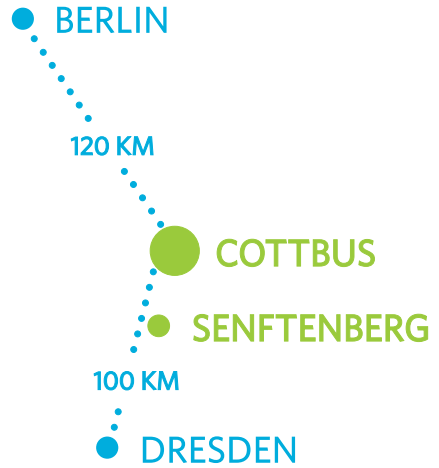 BERLIN
120 KM
COTTBUS
SENFTENBERG
100 KM
DRESDEN